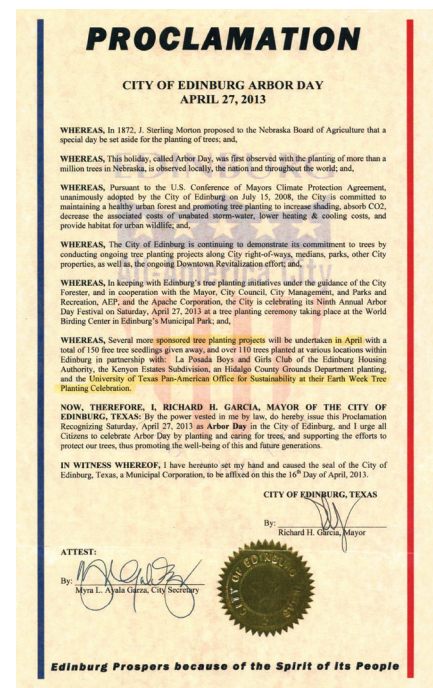 PROCLAMATION
CITY OF EDINBURG ARBOR DAY
APRIL 27, 2013
WHEREAS, In 1872, J. Sterling Morton proposed to the Nebraska Board of Agriculture that a
special day be set aside for the planting of trees; and,
WHEREAS, This holiday, called Arbor Day, was first observed with the planting of more than a
million trees in Nebraska, is observed locally, the nation and throughout the world; and,
WHEREAS, Pursuant to the U.S. Conference of Mayors Climate Protection Agreement,
unanimously adopted by the City of Edinburg on July 15, 2008, the City is committed to
maintaining a healthy urban forest and promoting tree planting to increase shading, absorb CO2,
decrease the associated costs of unabated storm-water, lower heating & cooling costs, and
provide habitat for urban wildlife; and,
WHEREAS, The City of Edinburg is continuing to demonstrate its commitment to trees by
conducting ongoing tree planting projects along City right-of-ways, medians, parks, other City
properties, as well as, the ongoing Downtown Revitalization effort; and,
WHEREAS, In keeping with Edinburg's tree planting initiatives under the guidance of the City
Forester, and in cooperation with the Mayor, City Council, City Management, and Parks and
Recreation, AEP, and the Apache Corporation, the City is celebrating its Ninth Annual Arbor
Day Festival on Saturday, April 27, 2013 at a tree planting ceremony taking place at the World
Birding Center in Edinburg's Municipal Park; and,
WHEREAS, Several more sponsored tree planting projects will be undertaken in April with a
total of 150 free tree seedlings given away, and over 110 trees planted at various locations within
Edinburg in partnership with: La Posada Boys and Girls Club of the Edinburg Housing
Authority, the Kenyon Estates Subdivision, an Hidalgo County Grounds Department planting,
and the University of Texas Pan-American Office for Sustainability at their Earth Week Tree
Planting Celebration.
NOW, THEREFORE, I, RICHARD H. GARCIA, MAYOR OF THE CITY OF
EDINBURG, TEXAS: By the power vested in me by law, do hereby issue this Proclamation
Recognizing Saturday, April 27, 2013 as Arbor Day in the City of Edinburg, and I urge all
Citizens to celebrate Arbor Day by planting and caring for trees, and supporting the efforts to
protect our trees, thus promoting the well-being of this and future generations.
IN WITNESS WHEREOF, I have hereunto set my hand and caused the seal of the City of
Edinburg, Texas, a Municipal Corporation, to be affixed on this the 16th Day of April, 2013.
CITY OF EDINBURG, TEXAS
By:
Richard H. Garcia, Mayor
ATTEST:
By:
Myra L. Ayala Garza, City Secretary
CITY OF EDINBURG
TEXAS
Edinburg Prospers because of the Spirit of its People